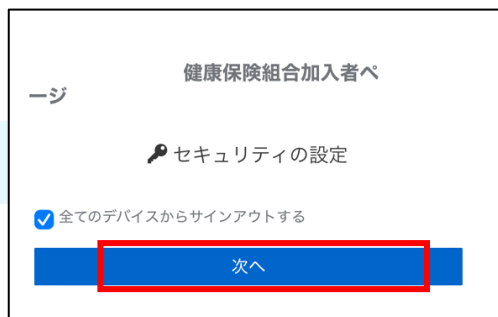 健康保険組合加入者ペ
ージ
セキュリティの設定
全てのデバイスからサインアウトする
次へ